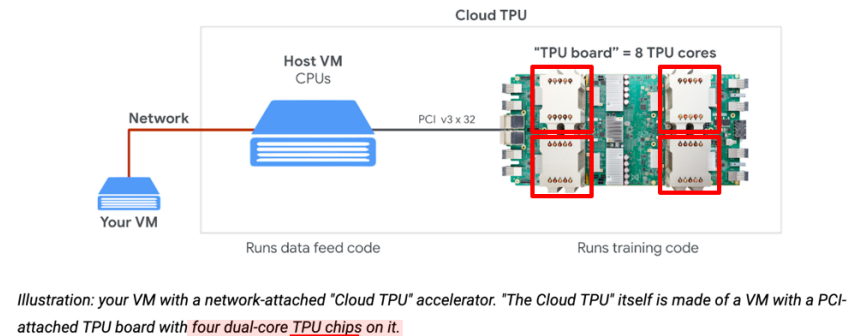 Cloud TPU
Host VM
CPUs
"TPU board” = 8 TPU cores
Network
PCI v3 x 32
Your VM
Runs data feed code
Runs training code
Illustration: your VM with a network-attached "Cloud TPU" accelerator. "The Cloud TPU" itself is made of a VM with a PCI-
attached TPU board with four dual-core TPU chips on it.